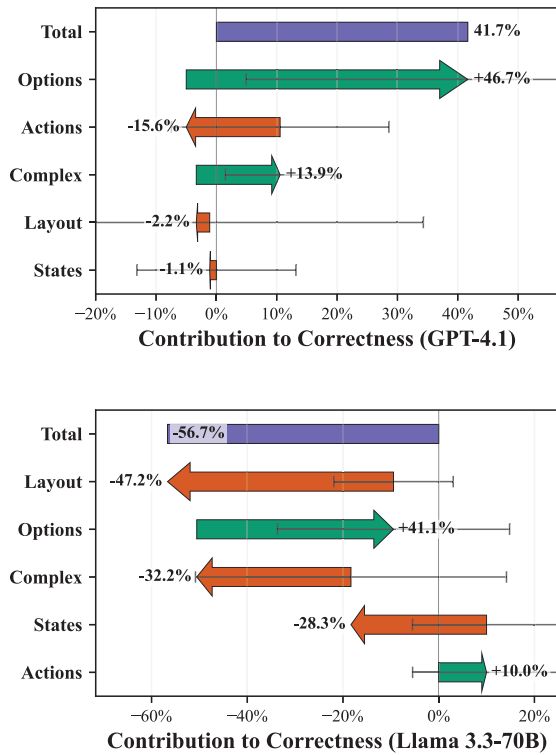 Total 41.7%
Options +46.7%
Actions -15.6%
Complex +13.9%
Layout -2.2%
States -1.1%
−20% −10% 0% 10% 20% 30% 40% 50%
Contribution to Correctness (GPT-4.1)
Total -56.7%
Layout -47.2%
Options +41.1%
Complex -32.2%
States -28.3%
Actions +10.0%
−60% −40% −20% 0%
Contribution to Correctness (Llama 3.3-70B)